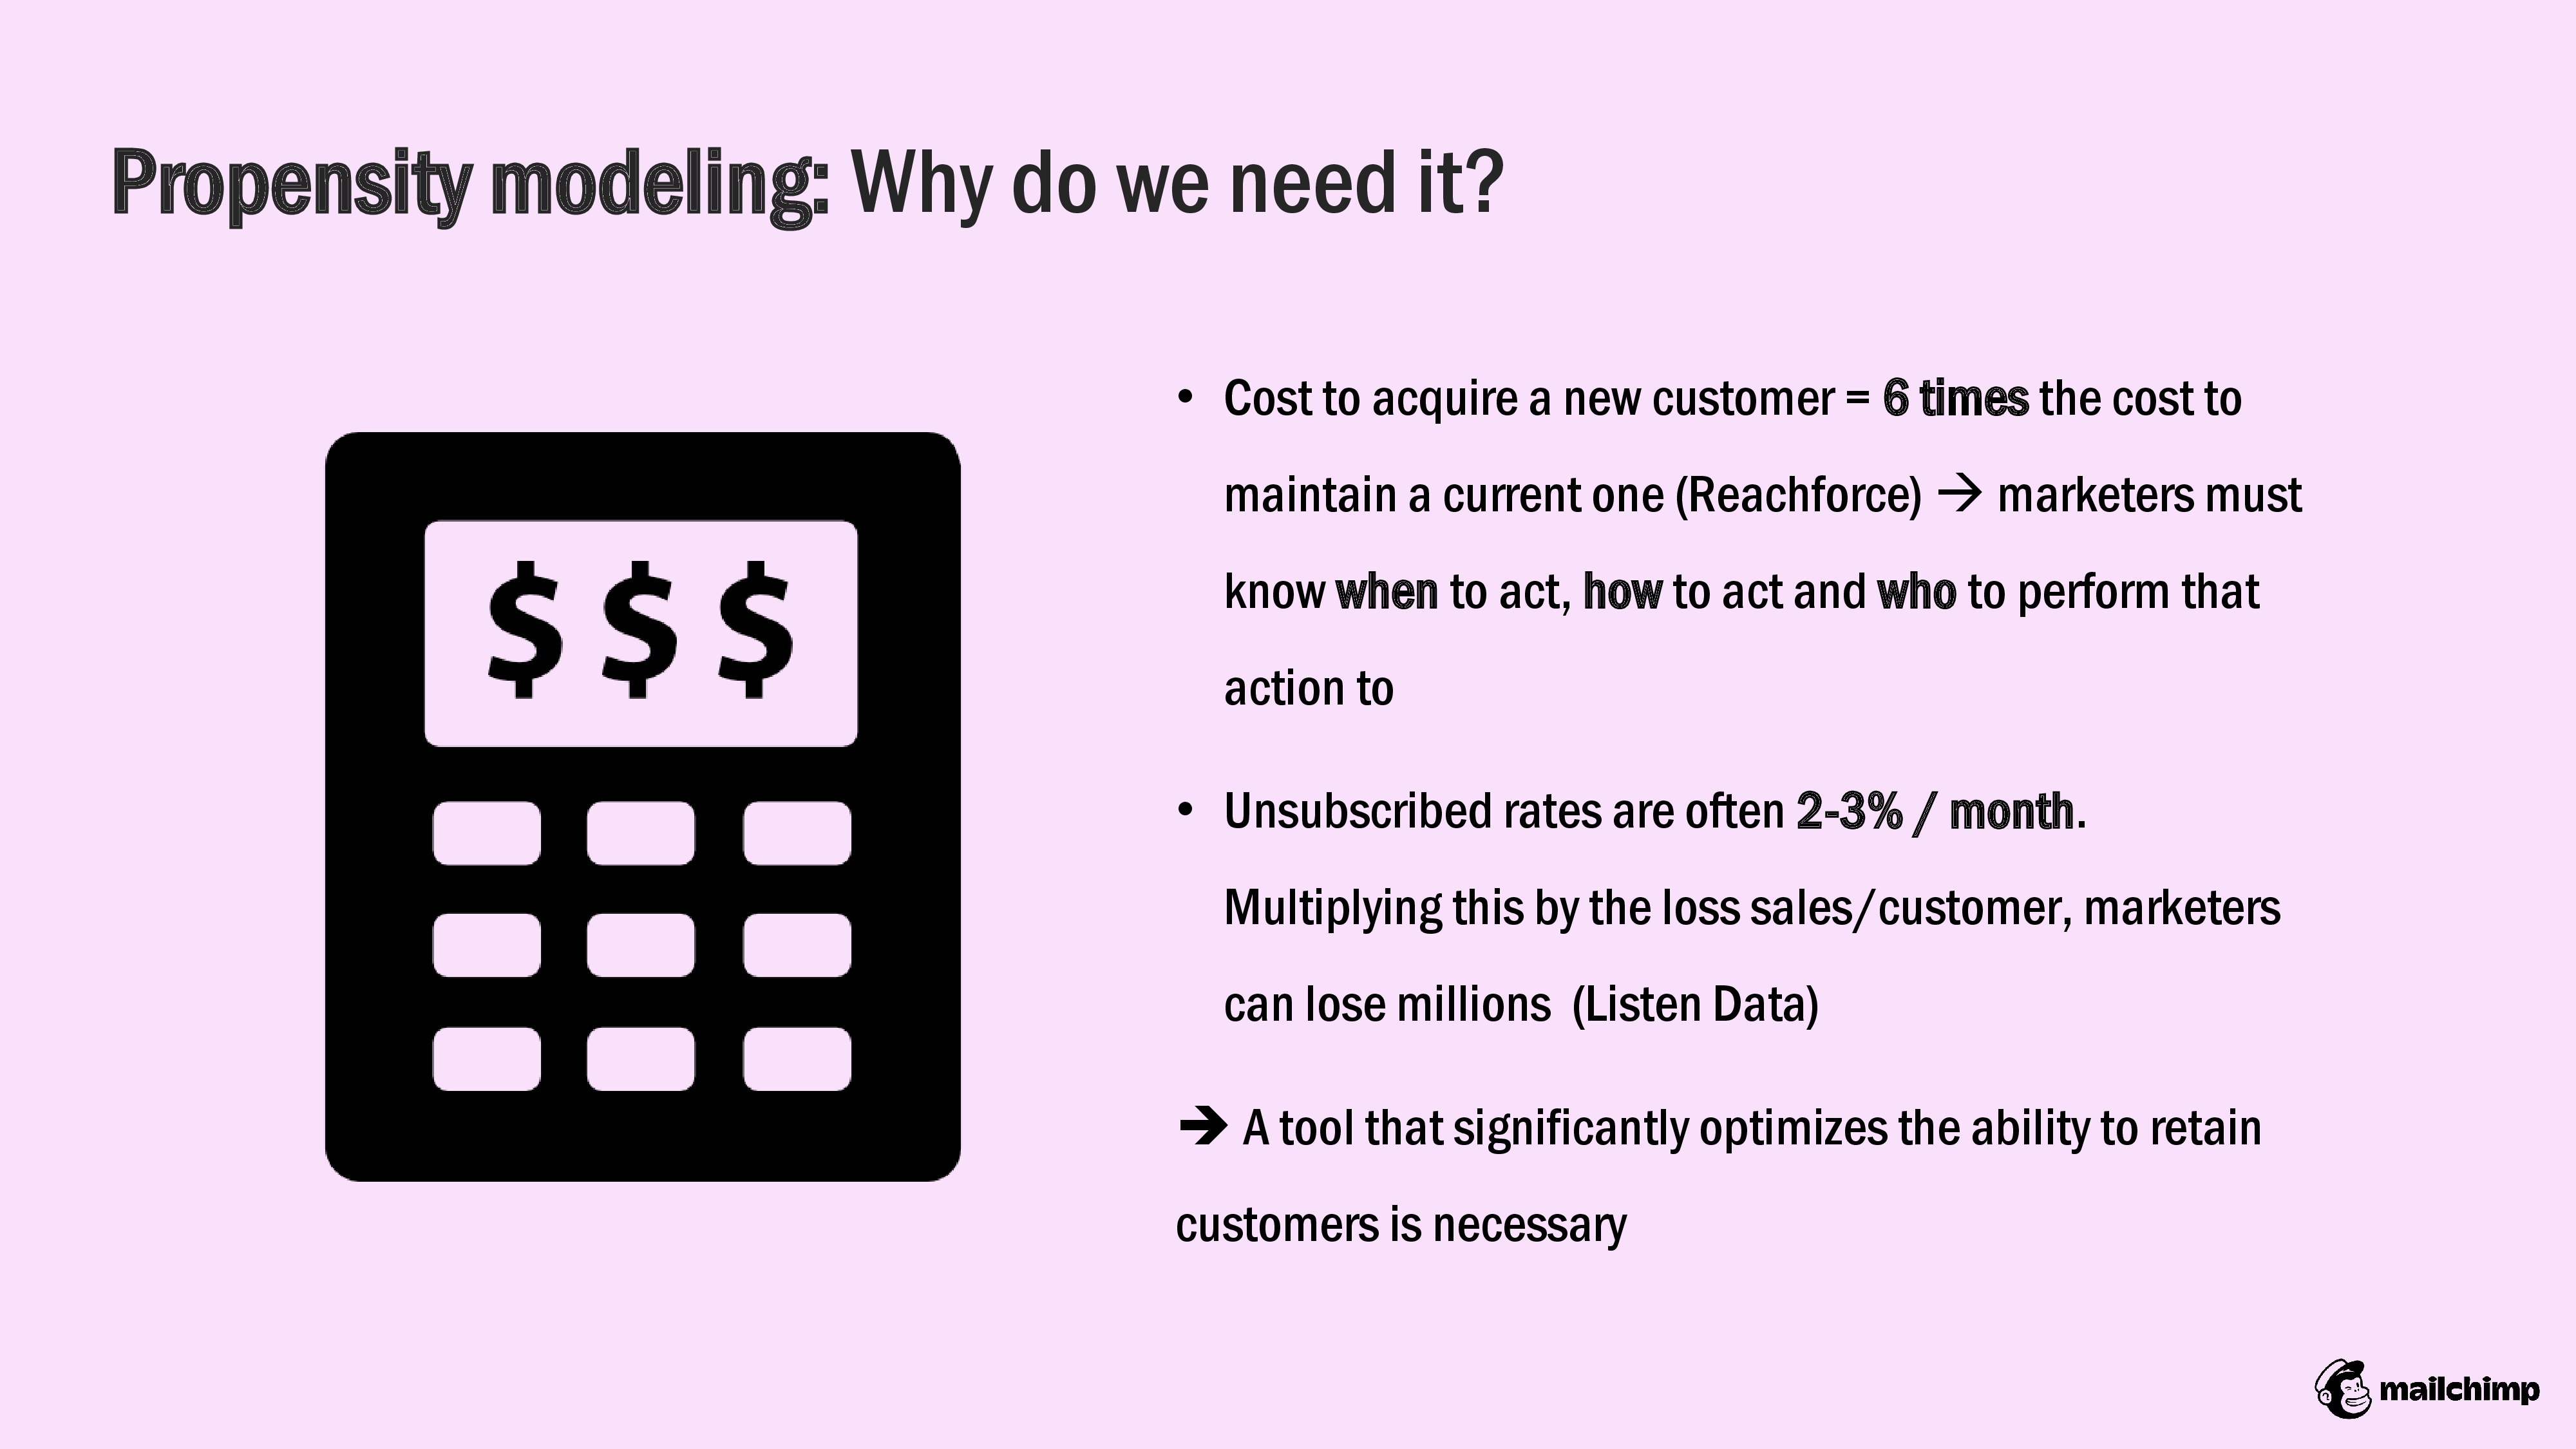 Propensity modeling: Why do we need it?
$ $ $
• Cost to acquire a new customer = 6 times the cost to
maintain a current one (Reachforce) → marketers must
know when to act, how to act and who to perform that
action to
• Unsubscribed rates are often 2-3% / month.
Multiplying this by the loss sales/customer, marketers
can lose millions  (Listen Data)
➔ A tool that significantly optimizes the ability to retain
customers is necessary
mailchimp